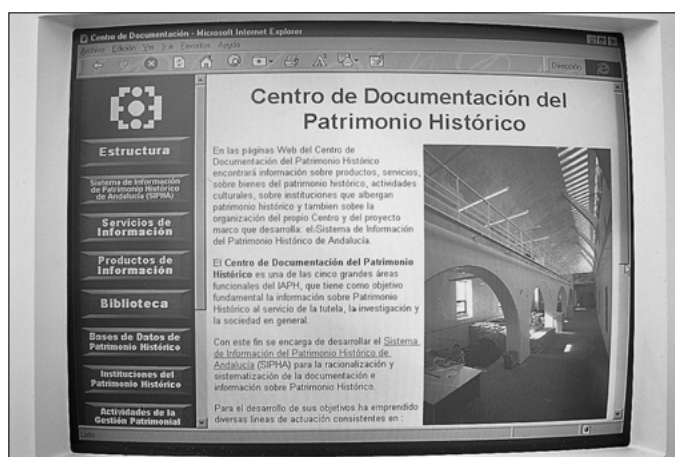 Centro de Documentación - Microsoft Internet Explorer
Archivo Edición Ver Ir a Favoritos Ayuda
Dirección
Estructura
Sistema de Información
de Patrimonio Histórico
de Andalucía (SIPHA)
Servicios de
Información
Productos de
Información
Biblioteca
Bases de Datos de
Patrimonio Histórico
Instituciones del
Patrimonio Histórico
Actividades de la
Gestión Patrimonial
Centro de Documentación del
Patrimonio Histórico
En las páginas Web del Centro de
Documentación del Patrimonio Histórico
encontrará información sobre productos, servicios,
sobre bienes del patrimonio histórico, actividades
culturales, sobre instituciones que albergan
patrimonio histórico y tambien sobre la
organización del propio Centro y del proyecto
marco que desarrolla: el Sistema de Información
del Patrimonio Histórico de Andalucía.
El Centro de Documentación del Patrimonio
Histórico es una de las cinco grandes áreas
funcionales del IAPH, que tiene como objetivo
fundamental la información sobre Patrimonio
Histórico al servicio de la tutela, la investigación y
la sociedad en general.
Con este fin se encarga de desarrollar el Sistema
de Información del Patrimonio Histórico de
Andalucía (SIPHA) para la racionalización y
sistematización de la documentación e
información sobre Patrimonio Histórico.
Para el desarrollo de sus objetivos ha emprendido
diversas lineas de actuación consistentes en :
Listo